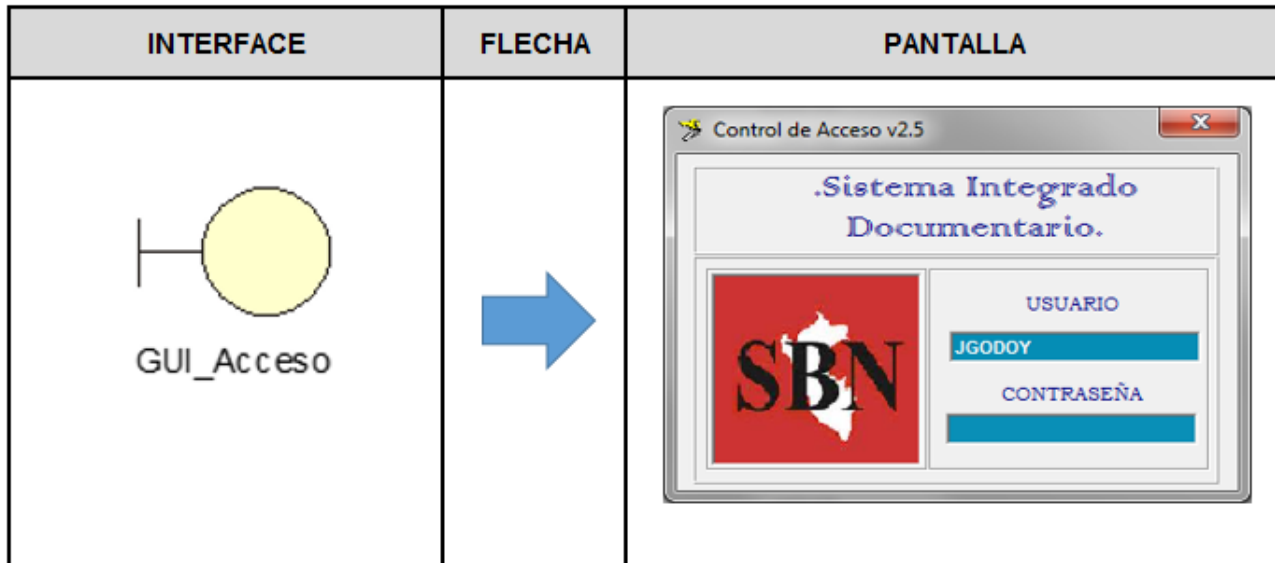 INTERFACE
FLECHA
PANTALLA
GUI_Acceso
Control de Acceso v2.5
.Sistema Integrado
Documentario.
SBN
USUARIO
JGODOY
CONTRASEÑA